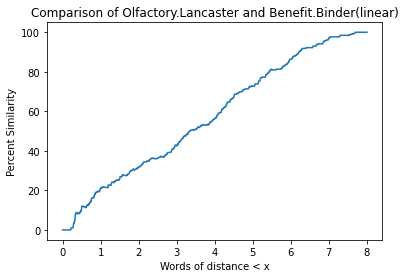 Comparison of Olfactory.Lancaster and Benefit.Binder(linear)
100
80
60
40
20
0
Percent Similarity
0 1 2 3 4 5 6 7 8
Words of distance < x